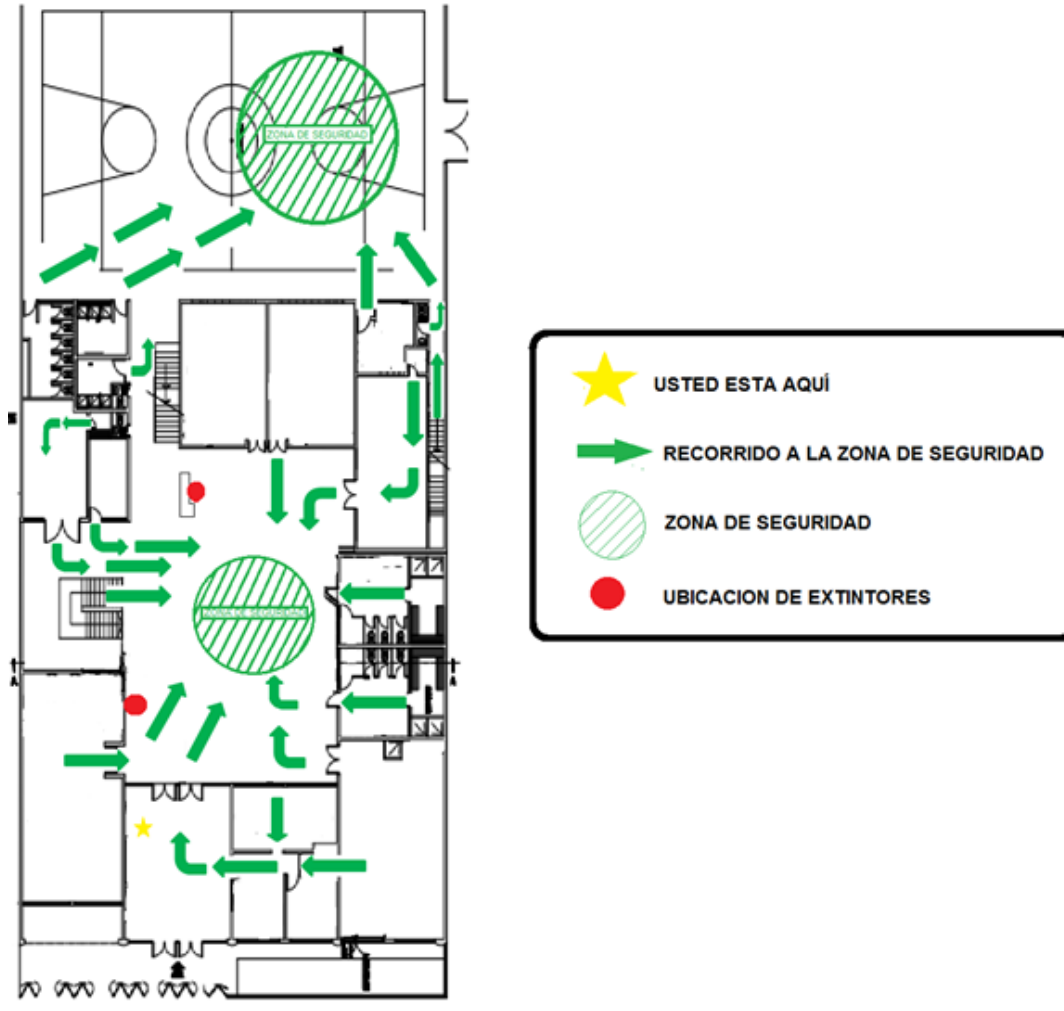 ZONA DE SEGURIDAD
ZONA DE SEGURIDAD
A
A
USTED ESTA AQUÍ
RECORRIDO A LA ZONA DE SEGURIDAD
ZONA DE SEGURIDAD
UBICACION DE EXTINTORES